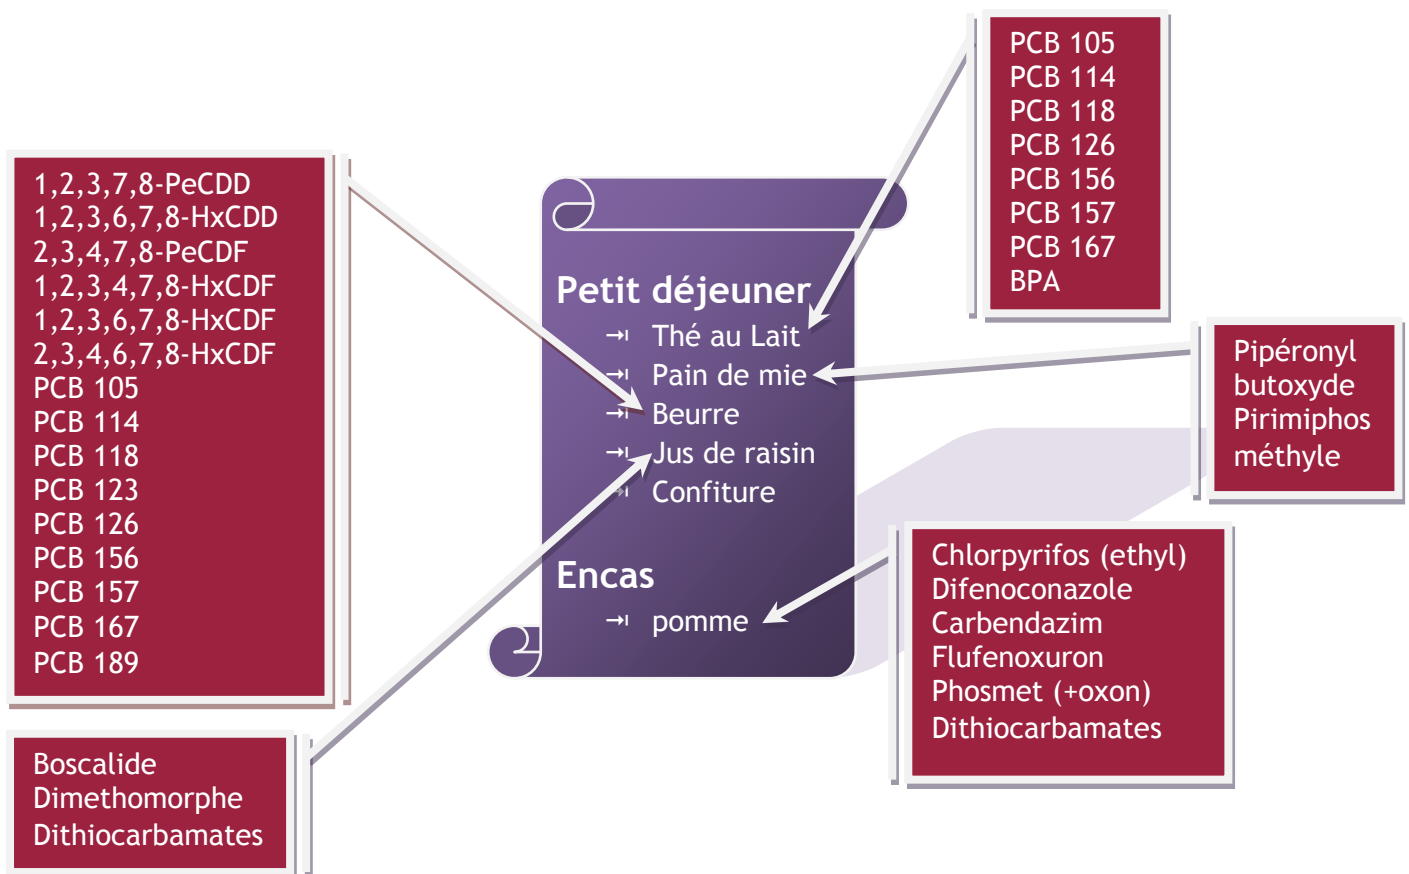 PCB 105
PCB 114
PCB 118
PCB 126
PCB 156
PCB 157
PCB 167
BPA
1,2,3,7,8-PeCDD
1,2,3,6,7,8-HxCDD
2,3,4,7,8-PeCDF
1,2,3,4,7,8-HxCDF
1,2,3,6,7,8-HxCDF
2,3,4,6,7,8-HxCDF
PCB 105
PCB 114
PCB 118
PCB 123
PCB 126
PCB 156
PCB 157
PCB 167
PCB 189
Petit déjeuner
Thé au Lait
Pain de mie
Beurre
Jus de raisin
Confiture
Encas
pomme
Pipéronyl
butoxyde
Pirimiphos
méthyle
Chlorpyrifos (ethyl)
Difenoconazole
Carbendazim
Flufenoxuron
Phosmet (+oxon)
Dithiocarbamates
Boscalide
Dimethomorphe
Dithiocarbamates